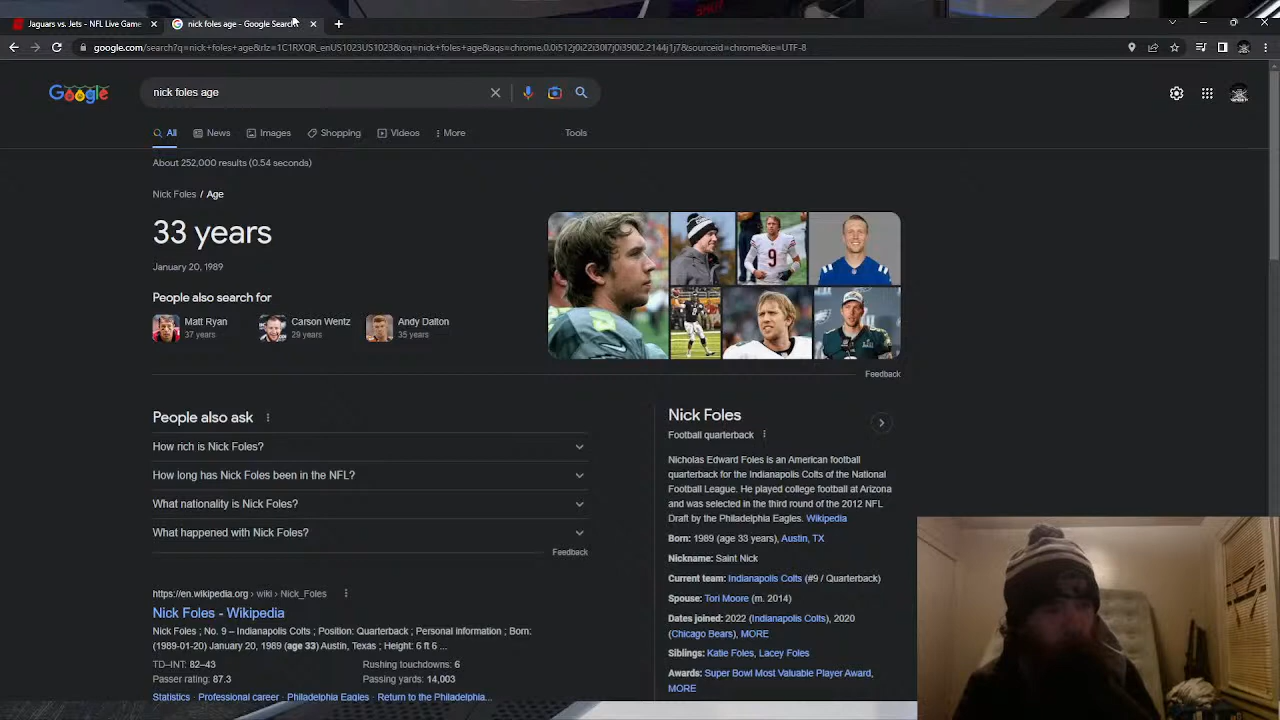 Jaguars vs. Jets - NFL Live Game
nick foles age - Google Search
google.com/search?q=nick+foles+age&rlz=1C1RXQR_enUS1023US1023&oq=nick+foles+age&aqs=chrome.0.0i512j0i22i30l7j0i390l2.2144j1j7&sourceid=chrome&ie=UTF-8
Google
nick foles age
All
News
Images
Shopping
Videos
More
Tools
About 252,000 results (0.54 seconds)
Nick Foles / Age
33 years
January 20, 1989
People also search for
Matt Ryan
37 years
Carson Wentz
29 years
Andy Dalton
35 years
9
Feedback
People also ask
How rich is Nick Foles?
How long has Nick Foles been in the NFL?
What nationality is Nick Foles?
What happened with Nick Foles?
Feedback
https://en.wikipedia.org › wiki › Nick_Foles
Nick Foles - Wikipedia
Nick Foles ; No. 9 – Indianapolis Colts ; Position: Quarterback ; Personal information ; Born:
(1989-01-20) January 20, 1989 (age 33) Austin, Texas ; Height: 6 ft 6 ...
TD–INT: 82–43
Rushing touchdowns: 6
Passer rating: 87.3
Passing yards: 14,003
Statistics · Professional career · Philadelphia Eagles · Return to the Philadelphia...
Nick Foles
Football quarterback
Nicholas Edward Foles is an American football
quarterback for the Indianapolis Colts of the National
Football League. He played college football at Arizona
and was selected in the third round of the 2012 NFL
Draft by the Philadelphia Eagles. Wikipedia
Born: 1989 (age 33 years), Austin, TX
Nickname: Saint Nick
Current team: Indianapolis Colts (#9 / Quarterback)
Spouse: Tori Moore (m. 2014)
Dates joined: 2022 (Indianapolis Colts), 2020
(Chicago Bears), MORE
Siblings: Katie Foles, Lacey Foles
Awards: Super Bowl Most Valuable Player Award,
MORE